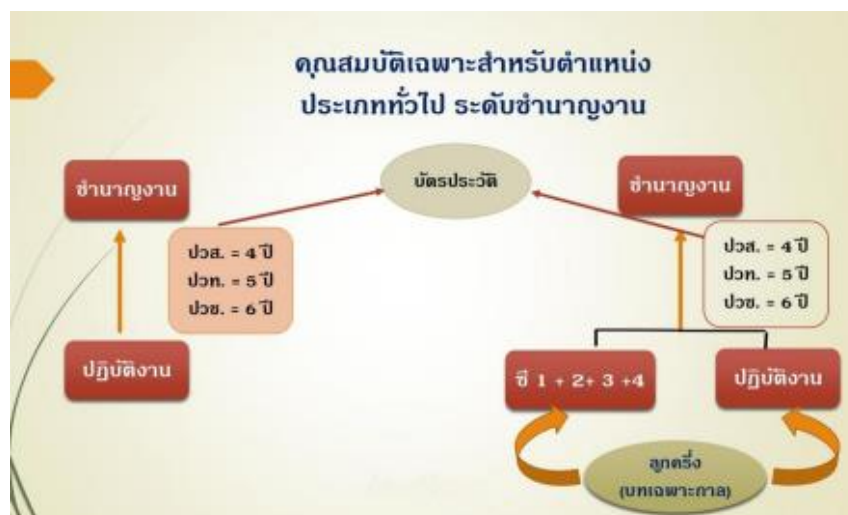 คุณสมบัติเฉพาะสำหรับตำแหน่ง
ประเภททั่วไป ระดับชำนาญงาน
ชำนาญงาน
บัตรประวัติ
ชำนาญงาน
ปวส. = 4 ปี
ปวท. = 5 ปี
ปวช. = 6 ปี
ปวส. = 4 ปี
ปวท. = 5 ปี
ปวช. = 6 ปี
ปฏิบัติงาน
ซี 1 + 2+ 3 +4
ปฏิบัติงาน
ลูกครึ่ง
(บทเฉพาะกาล)